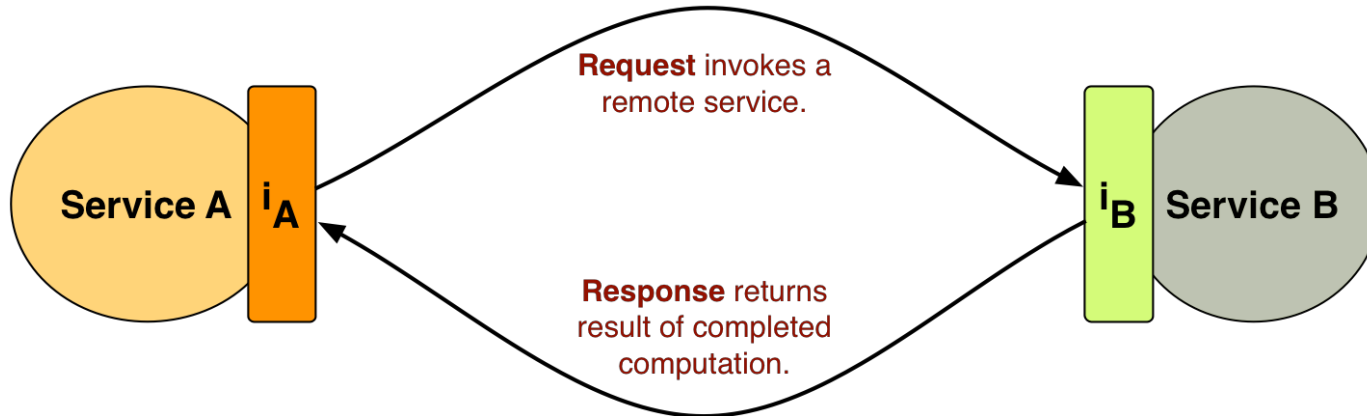 Request invokes a
remote service.
Service A
iA
iB
Service B
Response returns
result of completed
computation.